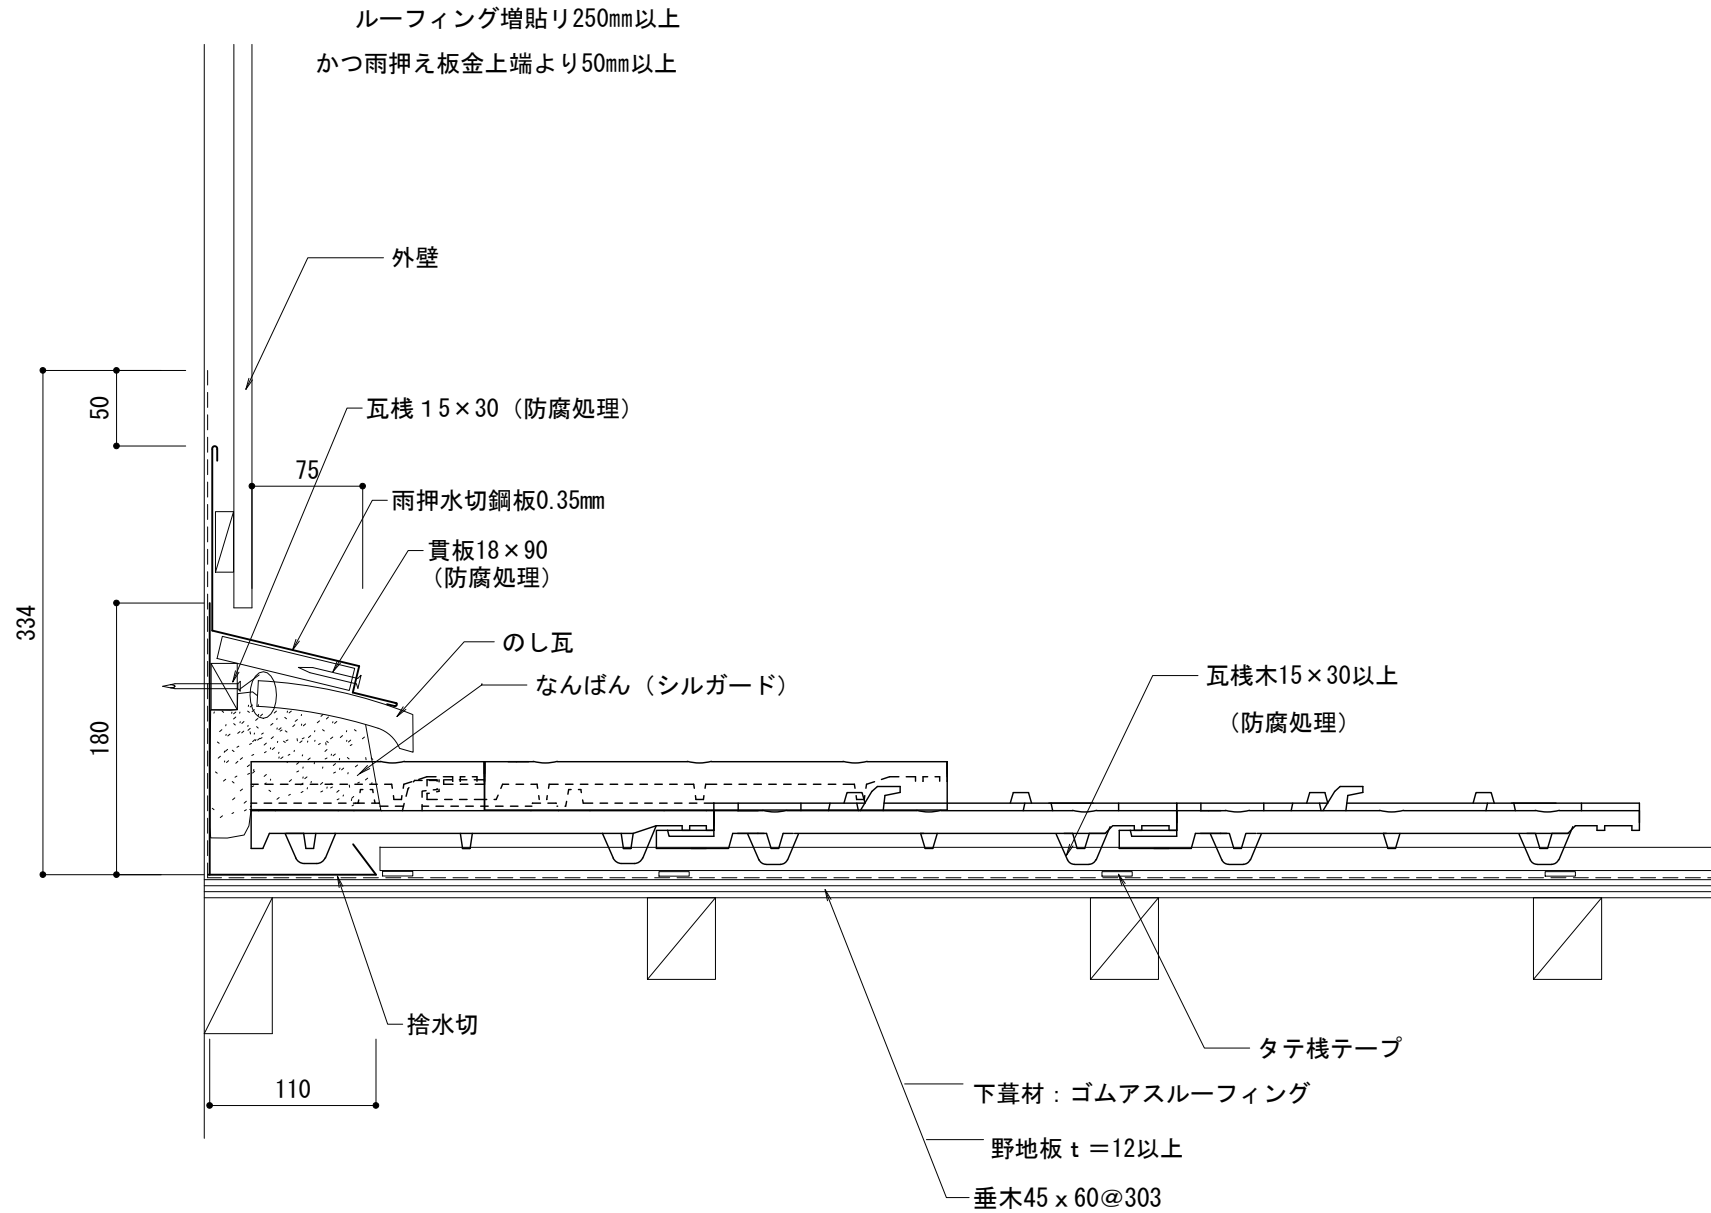 ルーフィング増貼り250㎜以上
かつ雨押え板金上端より50㎜以上
外壁
50
瓦桟１5×30（防腐処理）
75
雨押水切鋼板0.35㎜
貫板18×90
（防腐処理）
334
のし瓦
なんばん（シルガード）
瓦桟木15×30以上
（防腐処理）
180
捨水切
タテ桟テープ
110
下葺材：ゴムアスルーフィング
野地板ｔ＝12以上
垂木45ｘ60@303